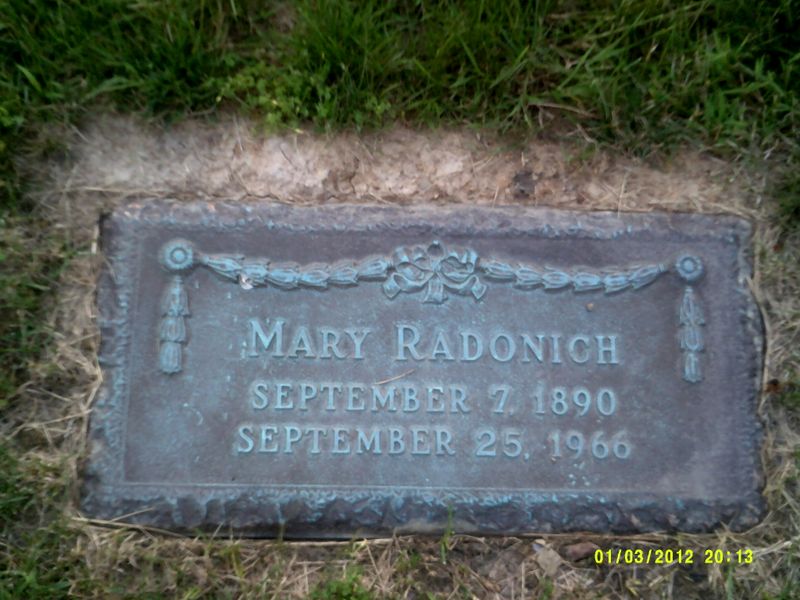 MARY RADONICH
SEPTEMBER 7, 1890
SEPTEMBER 25, 1966
01/03/2012 20:13